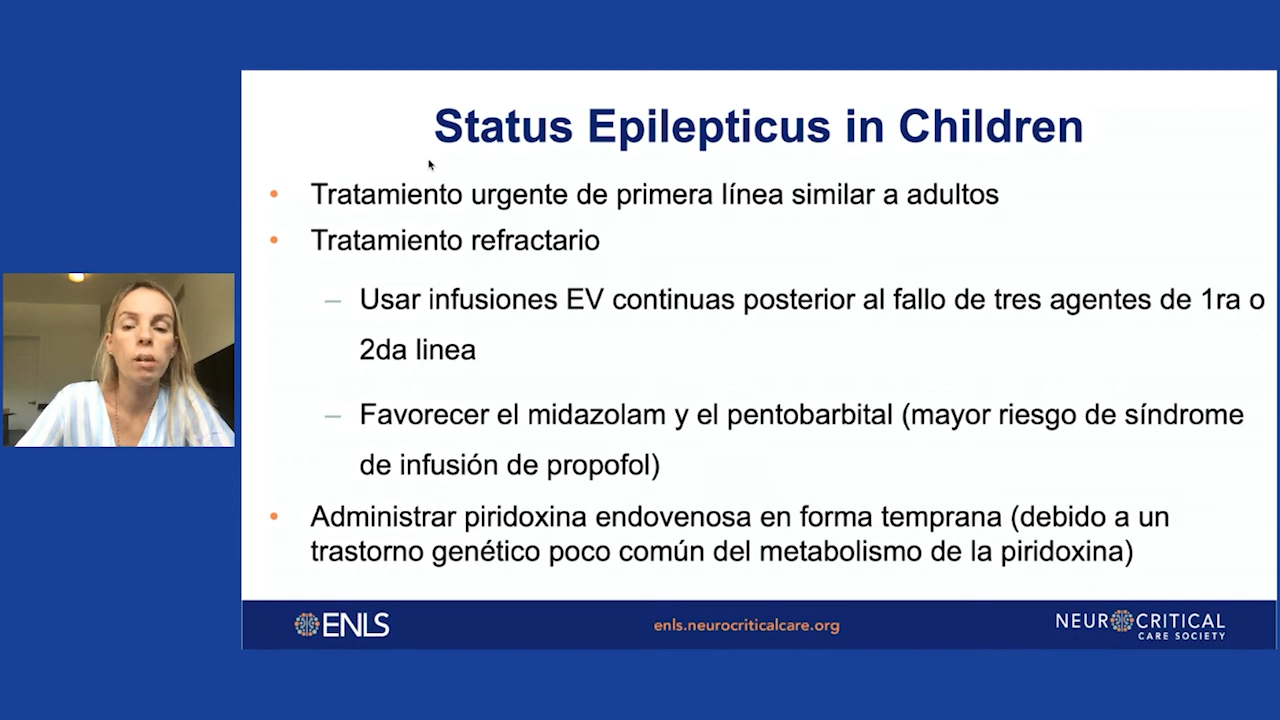 Status Epilepticus in Children
• Tratamiento urgente de primera línea similar a adultos
• Tratamiento refractario
– Usar infusiones EV continuas posterior al fallo de tres agentes de 1ra o
2da linea
– Favorecer el midazolam y el pentobarbital (mayor riesgo de síndrome
de infusión de propofol)
• Administrar piridoxina endovenosa en forma temprana (debido a un
trastorno genético poco común del metabolismo de la piridoxina)
ENLS
enls.neurocriticalcare.org
NEUROCRITICAL
CARE SOCIETY